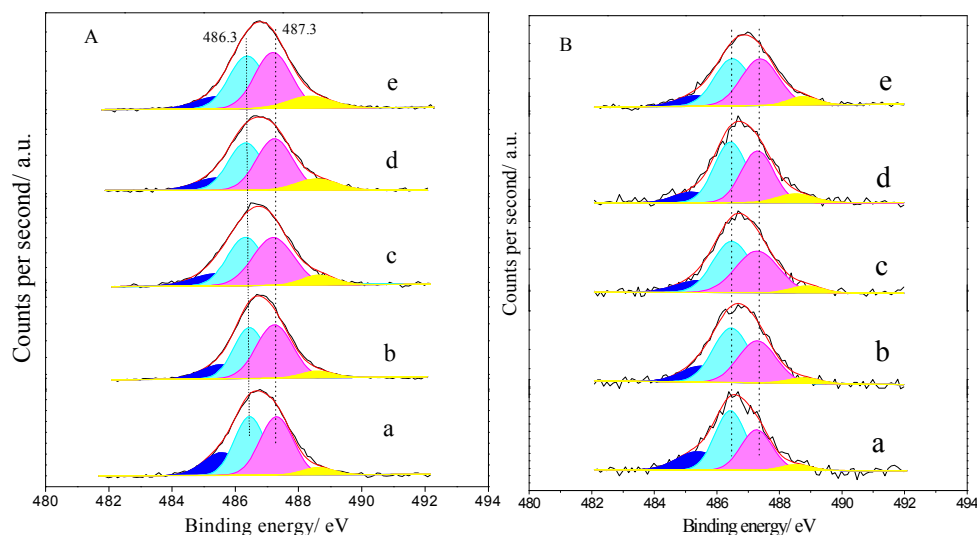 A
486.3
487.3
e
d
c
b
a
Counts per second/ a.u.
480
482
484
486
488
490
492
494
Binding energy/ eV
B
e
d
c
b
a
Counts per second/ a.u.
480
482
484
486
488
490
492
494
Binding energy/ eV